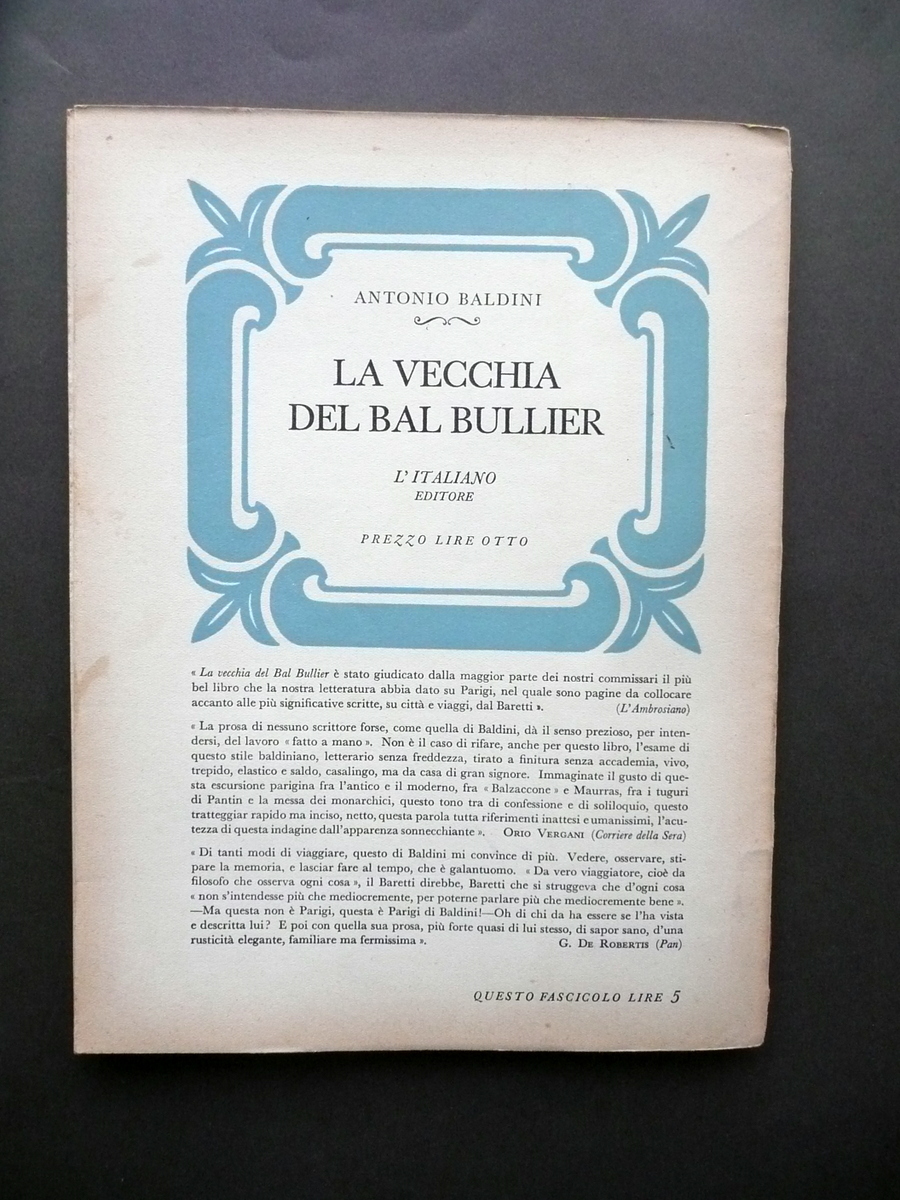 ANTONIO BALDINI
LA VECCHIA
DEL BAL BULLIER
L'ITALIANO
EDITORE
PREZZO LIRE OTTO
« La vecchia del Bal Bullier è stato giudicato dalla maggior parte dei nostri commissari il più
bel libro che la nostra letteratura abbia dato su Parigi, nel quale sono pagine da collocare
accanto alle più significative scritte, su città e viaggi, dal Baretti ». (L'Ambrosiano)
« La prosa di nessuno scrittore forse, come quella di Baldini, dà il senso prezioso, per inten-
dersi, del lavoro « fatto a mano ». Non è il caso di rifare, anche per questo libro, l'esame di
questo stile baldiniano, letterario senza freddezza, tirato a finitura senza accademia, vivo,
trepido, elastico e saldo, casalingo, ma da casa di gran signore. Immaginate il gusto di que-
sta escursione parigina fra l'antico e il moderno, fra « Balzaccone » e Maurras, fra i tuguri
di Pantin e la messa dei monarchici, questo tono tra di confessione e di soliloquio, questo
tratteggiar rapido ma inciso, netto, questa parola tutta riferimenti inattesi e umanissimi, l'acu-
tezza di questa indagine dall'apparenza sonnecchiante ». ORIO VERGANI (Corriere della Sera)
« Di tanti modi di viaggiare, questo di Baldini mi convince di più. Vedere, osservare, sti-
pare la memoria, e lasciar fare al tempo, che è galantuomo. « Da vero viaggiatore, cioè da
filosofo che osserva ogni cosa », il Baretti direbbe, Baretti che si struggeva che d'ogni cosa
« non s'intendesse più che mediocremente, per poterne parlare più che mediocremente bene ».
—Ma questa non è Parigi, questa è Parigi di Baldini!—Oh di chi da ha essere se l'ha vista
e descritta lui? E poi con quella sua prosa, più forte quasi di lui stesso, di sapor sano, d'una
rusticità elegante, familiare ma fermissima ». G. DE ROBERTIS (Pan)
QUESTO FASCICOLO LIRE 5